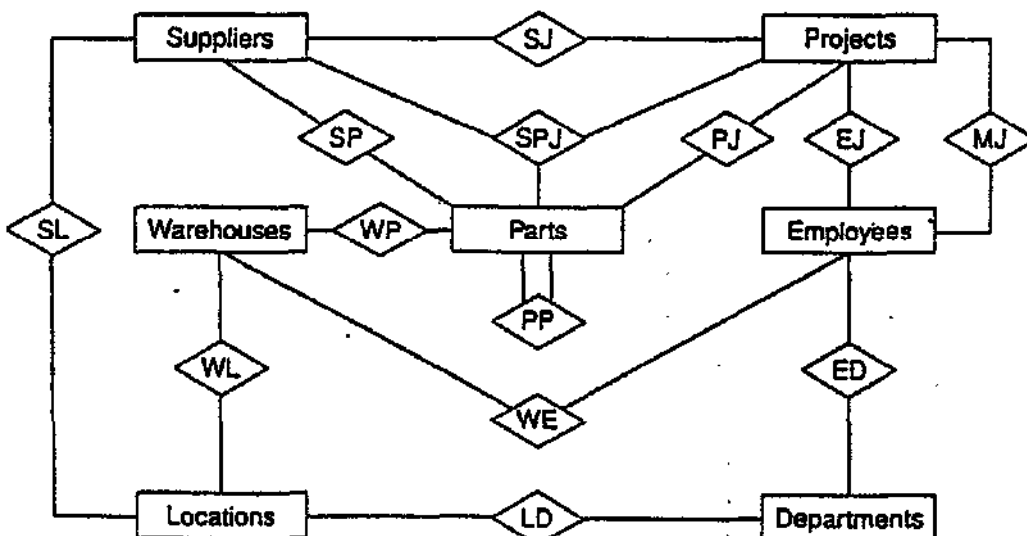 Suppliers
SJ
Projects
SP
SPJ
PJ
EJ
MJ
SL
Warehouses
WP
Parts
Employees
PP
WL
ED
WE
Locations
LD
Departments